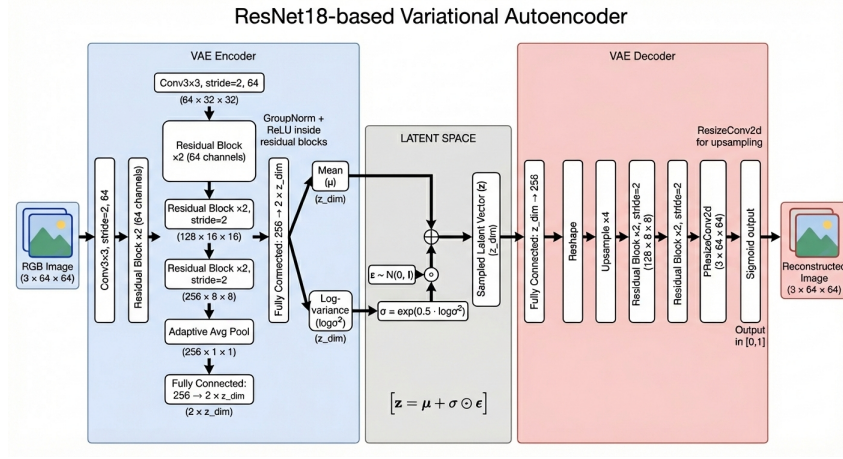 ResNet18-based Variational Autoencoder
VAE Encoder
Conv3×3, stride=2, 64
(64 × 32 × 32)
GroupNorm +
ReLU inside
residual blocks
Residual Block
×2 (64 channels)
Residual Block ×2,
stride=2
(128 × 16 × 16)
Residual Block ×2,
stride=2
(256 × 8 × 8)
Adaptive Avg Pool
(256 × 1 × 1)
Fully Connected:
256 → 2 × z_dim
(2 × z_dim)
RGB Image
(3 × 64 × 64)
Conv3×3, stride=2, 64
Residual Block ×2 (64 channels)
Fully Connected: 256 → 2 × z_dim
Mean
(μ)
(z_dim)
Log-
variance
(logσ²)
(z_dim)
LATENT SPACE
ε ~ N(0, I)
σ = exp(0.5 · logσ²)
Sampled Latent Vector (z)
(z_dim)
[z = μ + σ ⊙ ϵ]
VAE Decoder
ResizeConv2d
for upsampling
Fully Connected: z_dim → 256
Reshape
Upsample ×4
Residual Block ×2, stride=2
(128 × 8 × 8)
Residual Block ×2, stride=2
PResizeConv2d
(3 × 64 × 64)
Sigmoid output
Output
in [0,1]
Reconstructed
Image
(3 × 64 × 64)